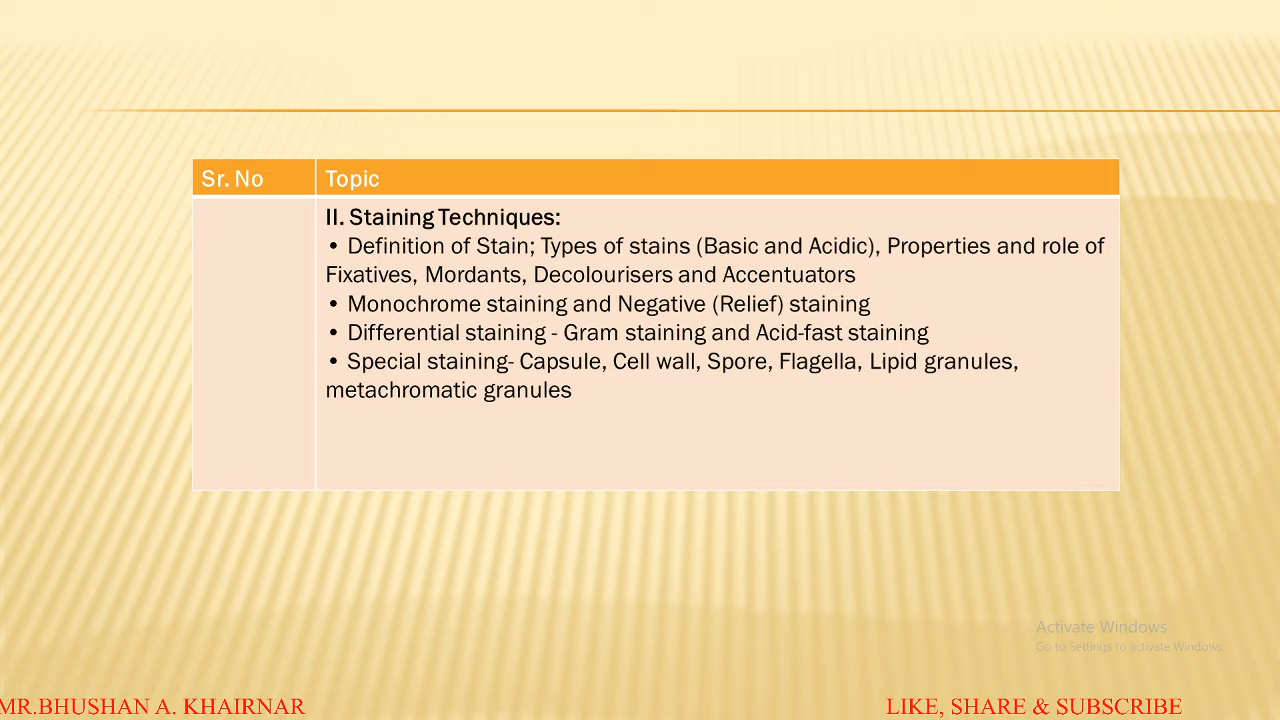 Sr. No
Topic
II. Staining Techniques:
• Definition of Stain; Types of stains (Basic and Acidic), Properties and role of
Fixatives, Mordants, Decolourisers and Accentuators
• Monochrome staining and Negative (Relief) staining
• Differential staining - Gram staining and Acid-fast staining
• Special staining- Capsule, Cell wall, Spore, Flagella, Lipid granules,
metachromatic granules
Activate Windows
Go to Settings to activate Windows.
MR.BHUSHAN A. KHAIRNAR
LIKE, SHARE & SUBSCRIBE